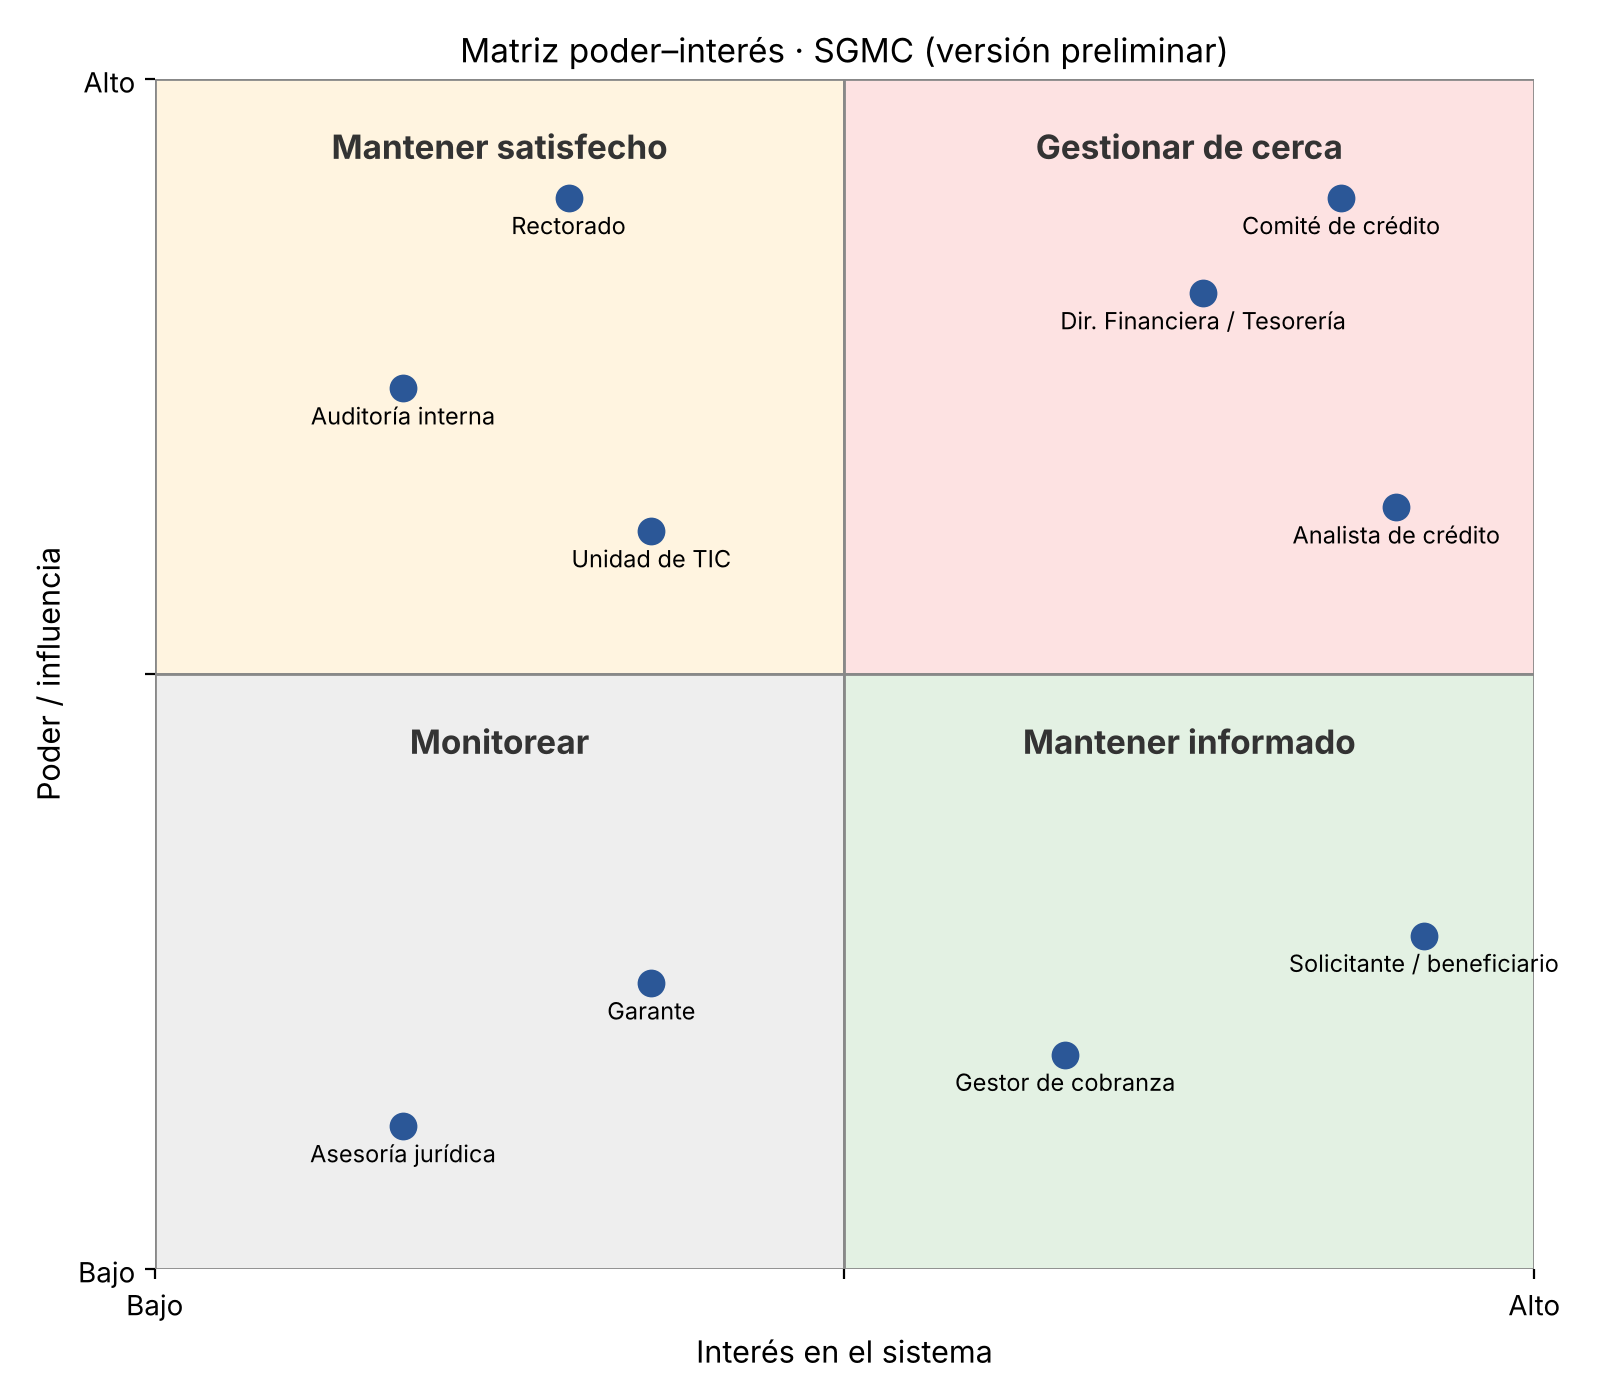 Matriz poder–interés · SGMC (versión preliminar)
Alto
Mantener satisfecho
Gestionar de cerca
Rectorado
Comité de crédito
Dir. Financiera / Tesorería
Auditoría interna
Analista de crédito
Unidad de TIC
Poder / influencia
Monitorear
Mantener informado
Solicitante / beneficiario
Garante
Gestor de cobranza
Asesoría jurídica
Bajo
Bajo
Alto
Interés en el sistema